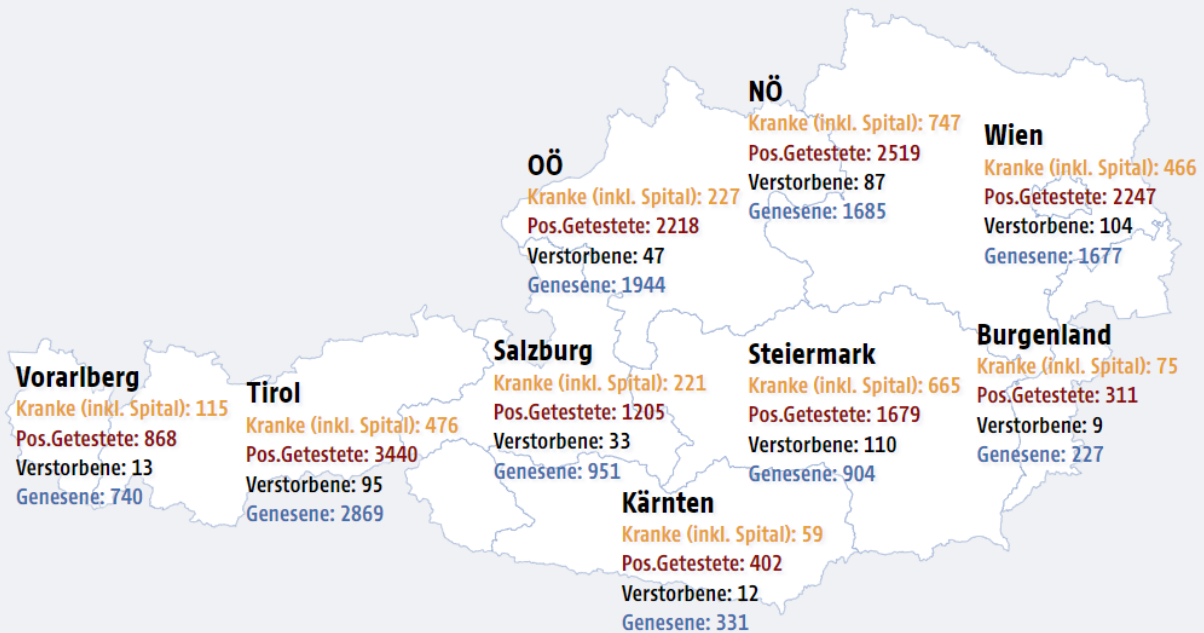 NÖ
Kranke (inkl. Spital): 747
Pos.Getestete: 2519
Verstorbene: 87
Genesene: 1685
Wien
Kranke (inkl. Spital): 466
Pos.Getestete: 2247
Verstorbene: 104
Genesene: 1677
OÖ
Kranke (inkl. Spital): 227
Pos.Getestete: 2218
Verstorbene: 47
Genesene: 1944
Burgenland
Kranke (inkl. Spital): 75
Pos.Getestete: 311
Verstorbene: 9
Genesene: 227
Salzburg
Kranke (inkl. Spital): 221
Pos.Getestete: 1205
Verstorbene: 33
Genesene: 951
Steiermark
Kranke (inkl. Spital): 665
Pos.Getestete: 1679
Verstorbene: 110
Genesene: 904
Vorarlberg
Kranke (inkl. Spital): 115
Pos.Getestete: 868
Verstorbene: 13
Genesene: 740
Tirol
Kranke (inkl. Spital): 476
Pos.Getestete: 3440
Verstorbene: 95
Genesene: 2869
Kärnten
Kranke (inkl. Spital): 59
Pos.Getestete: 402
Verstorbene: 12
Genesene: 331